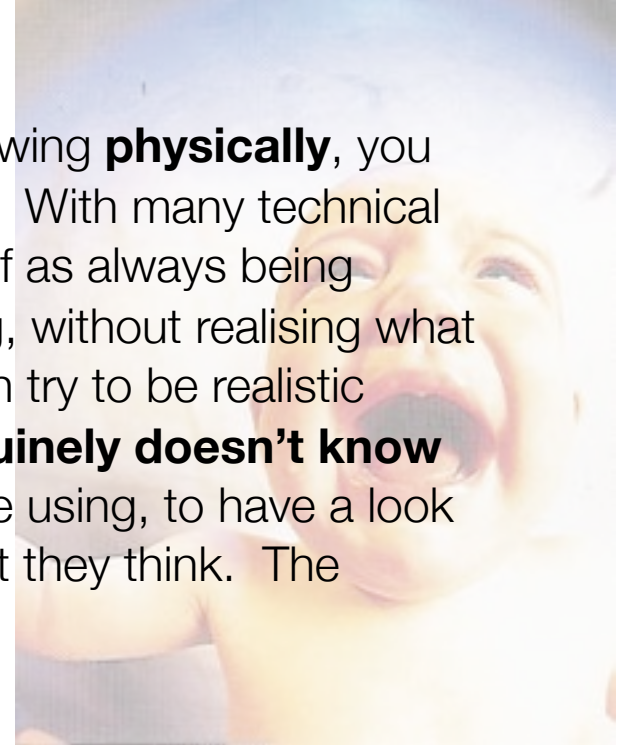 wing physically, you
With many technical
f as always being
, without realising what
n try to be realistic
uinely doesn't know
e using, to have a look
t they think. The